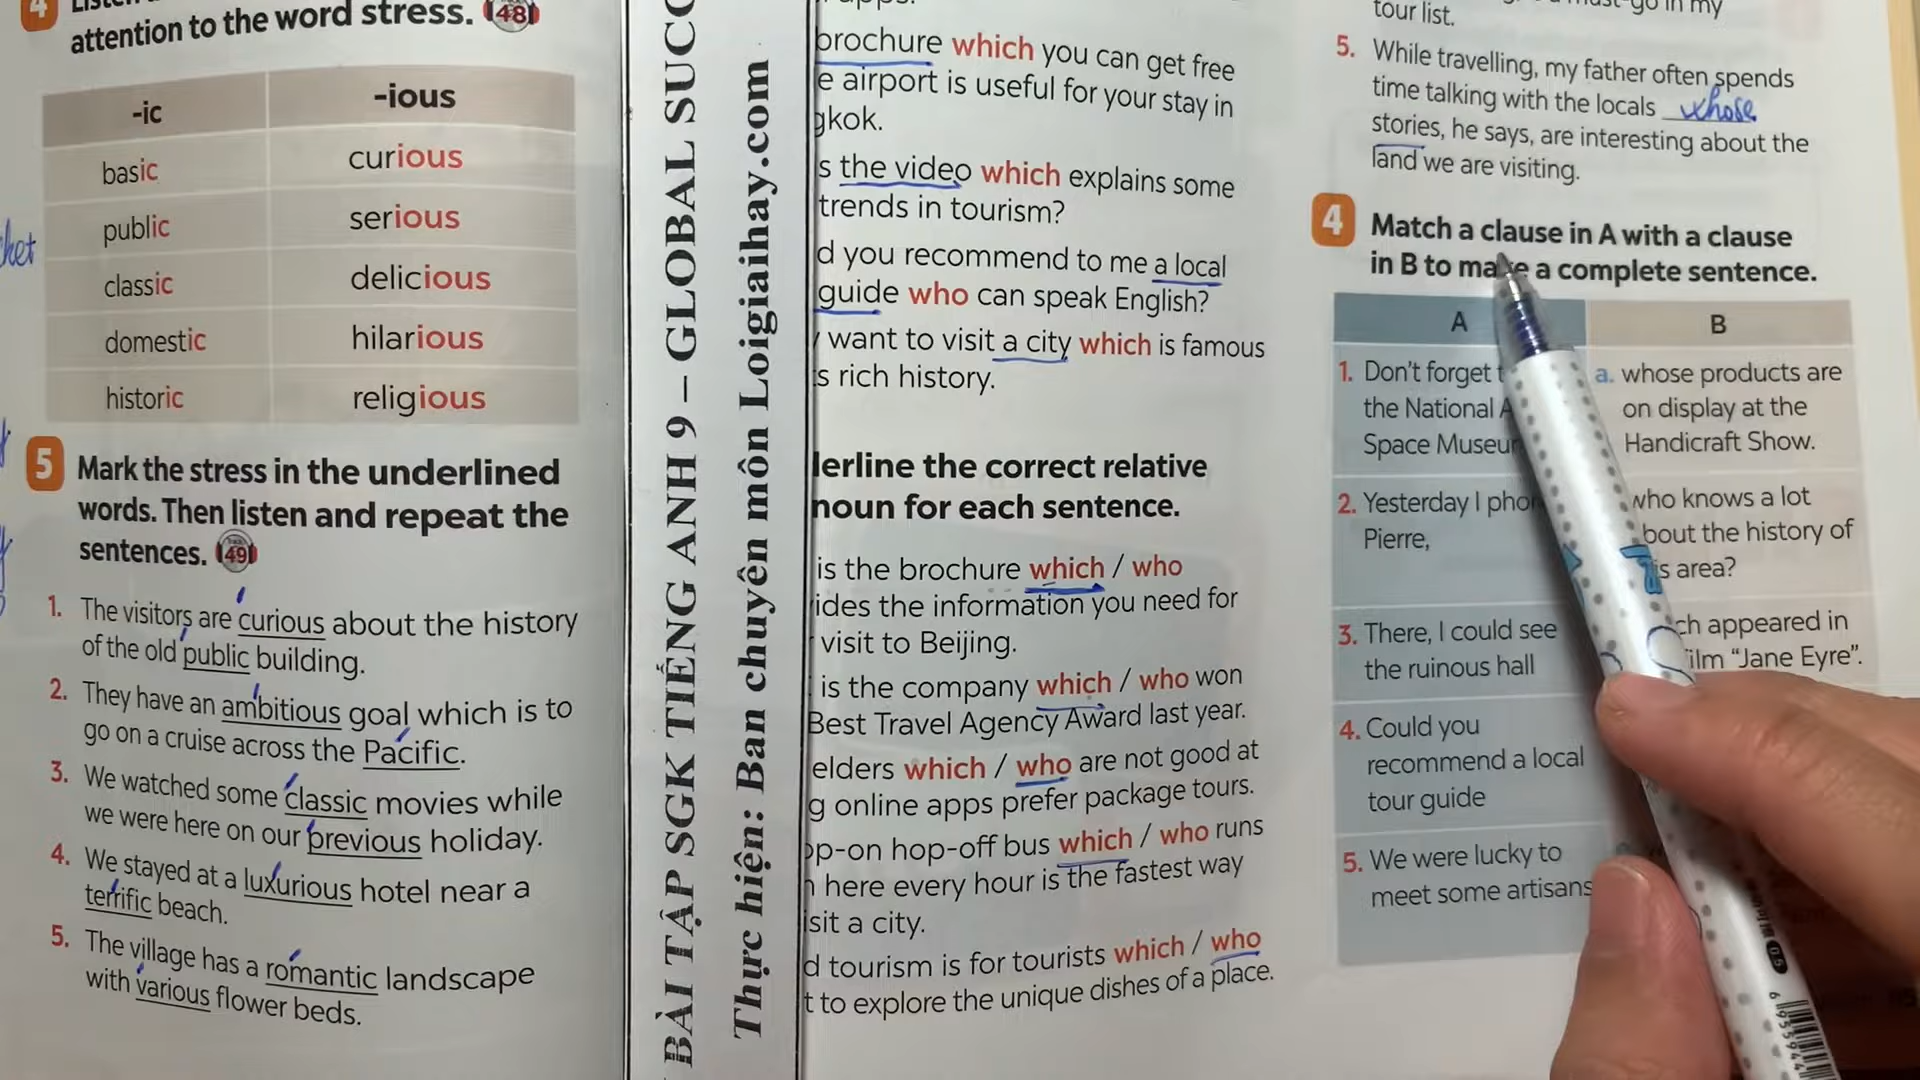 attention to the word stress. 48
-ic -ious
basic curious
public serious
classic delicious
domestic hilarious
historic religious
5 Mark the stress in the underlined
words. Then listen and repeat the
sentences. 49
1. The visitors are curious about the history
of the old public building.
2. They have an ambitious goal which is to
go on a cruise across the Pacific.
3. We watched some classic movies while
we were here on our previous holiday.
4. We stayed at a luxurious hotel near a
terrific beach.
5. The village has a romantic landscape
with various flower beds.
BÀI TẬP SGK TIẾNG ANH 9 – GLOBAL SUCC
Thực hiện: Ban chuyên môn Loigiaihay.com
brochure which you can get free
e airport is useful for your stay in
gkok.
s the video which explains some
trends in tourism?
d you recommend to me a local
guide who can speak English?
want to visit a city which is famous
s rich history.
lerline the correct relative
noun for each sentence.
is the brochure which / who
ides the information you need for
visit to Beijing.
is the company which / who won
Best Travel Agency Award last year.
elders which / who are not good at
g online apps prefer package tours.
op-on hop-off bus which / who runs
here every hour is the fastest way
isit a city.
d tourism is for tourists which / who
t to explore the unique dishes of a place.
tour list.
5. While travelling, my father often spends
time talking with the locals whose
stories, he says, are interesting about the
land we are visiting.
4 Match a clause in A with a clause
in B to make a complete sentence.
A B
1. Don't forget t
the National A
Space Museu
a. whose products are
on display at the
Handicraft Show.
2. Yesterday I pho
Pierre,
who knows a lot
bout the history of
is area?
3. There, I could see
the ruinous hall
ch appeared in
film “Jane Eyre”.
4. Could you
recommend a local
tour guide
5. We were lucky to
meet some artisans